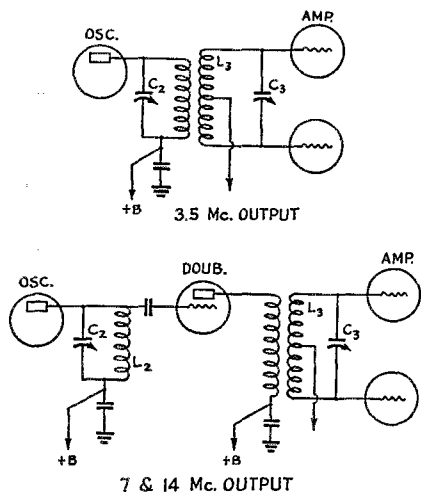 OSC.
AMP.
C2
L3
C3
+B
3.5 Mc. OUTPUT
OSC.
DOUB.
AMP.
C2
L2
L3
C3
+B
+B
7 & 14 Mc. OUTPUT